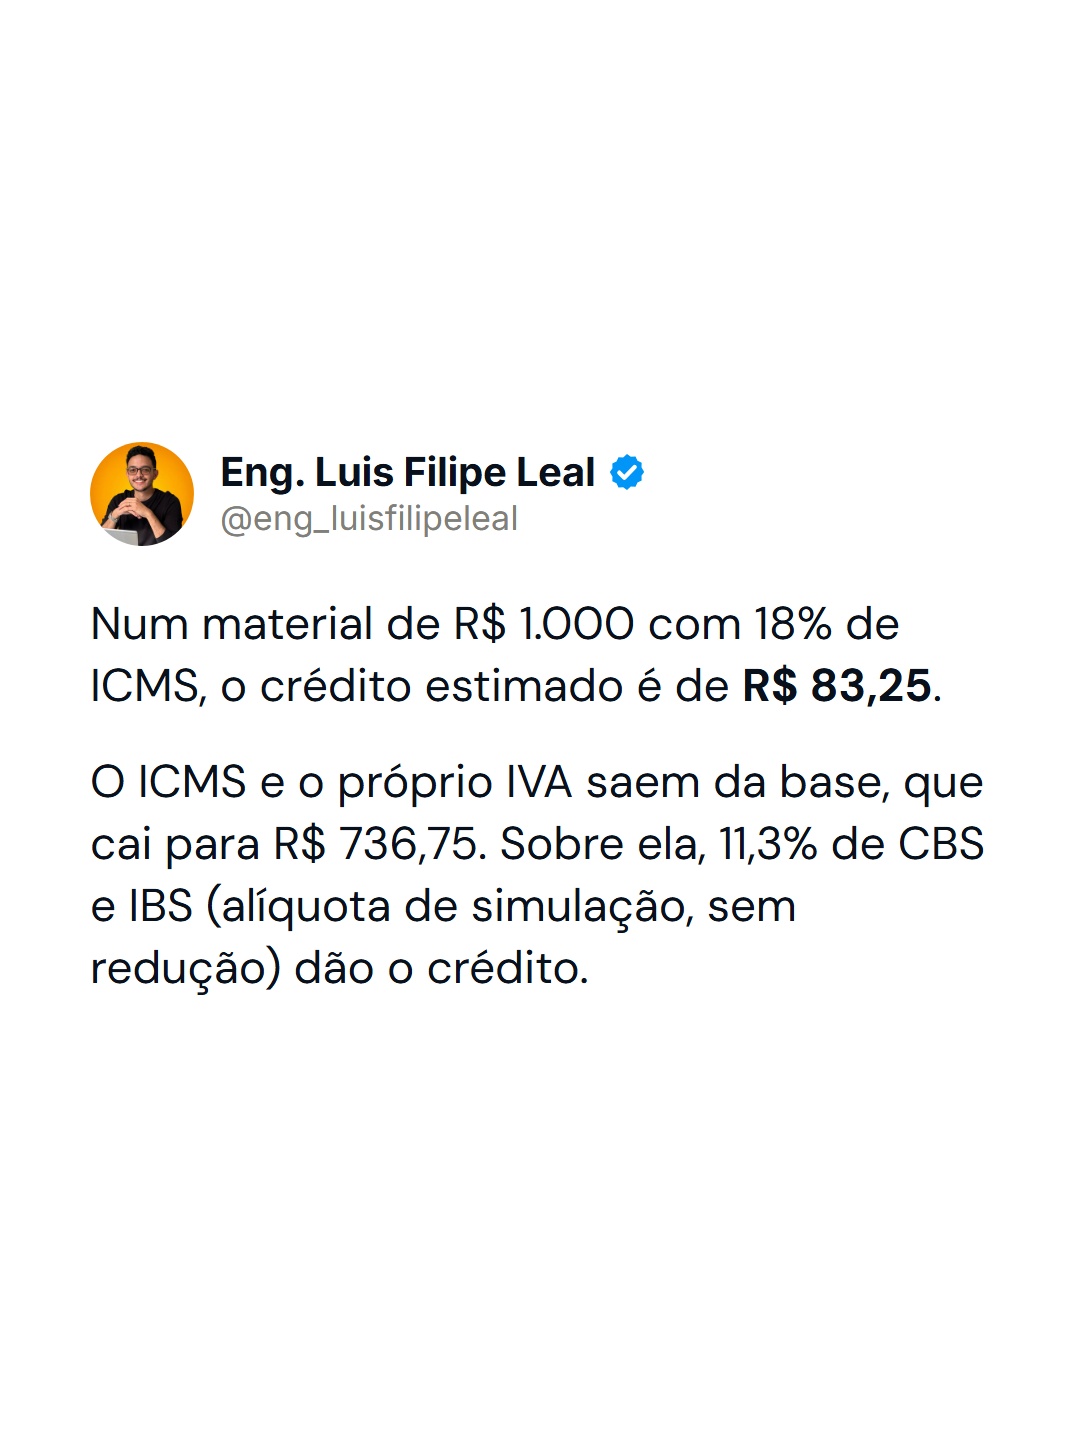 Eng. Luis Filipe Leal
@eng_luisfilipeleal
Num material de R$ 1.000 com 18% de
ICMS, o crédito estimado é de R$ 83,25.
O ICMS e o próprio IVA saem da base, que
cai para R$ 736,75. Sobre ela, 11,3% de CBS
e IBS (alíquota de simulação, sem
redução) dão o crédito.